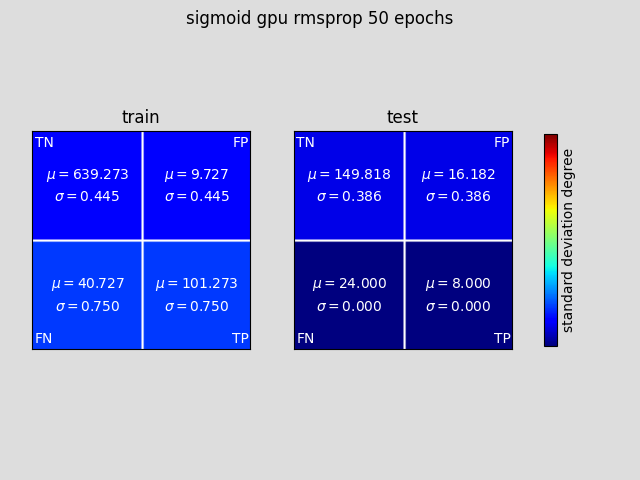 sigmoid gpu rmsprop 50 epochs
train
TN
FP
μ = 639.273
σ = 0.445
μ = 9.727
σ = 0.445
μ = 40.727
σ = 0.750
μ = 101.273
σ = 0.750
FN
TP
test
TN
FP
μ = 149.818
σ = 0.386
μ = 16.182
σ = 0.386
μ = 24.000
σ = 0.000
μ = 8.000
σ = 0.000
FN
TP
standard deviation degree